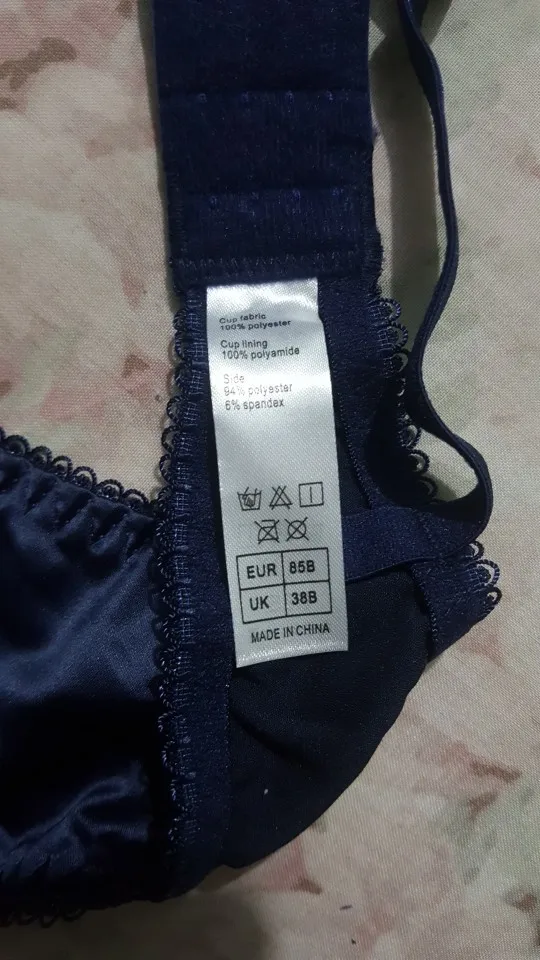 Cup fabric
100% polyester
Cup lining
100% polyamide
Side
94% polyester
6% spandex
EUR 85B
UK 38B
MADE IN CHINA